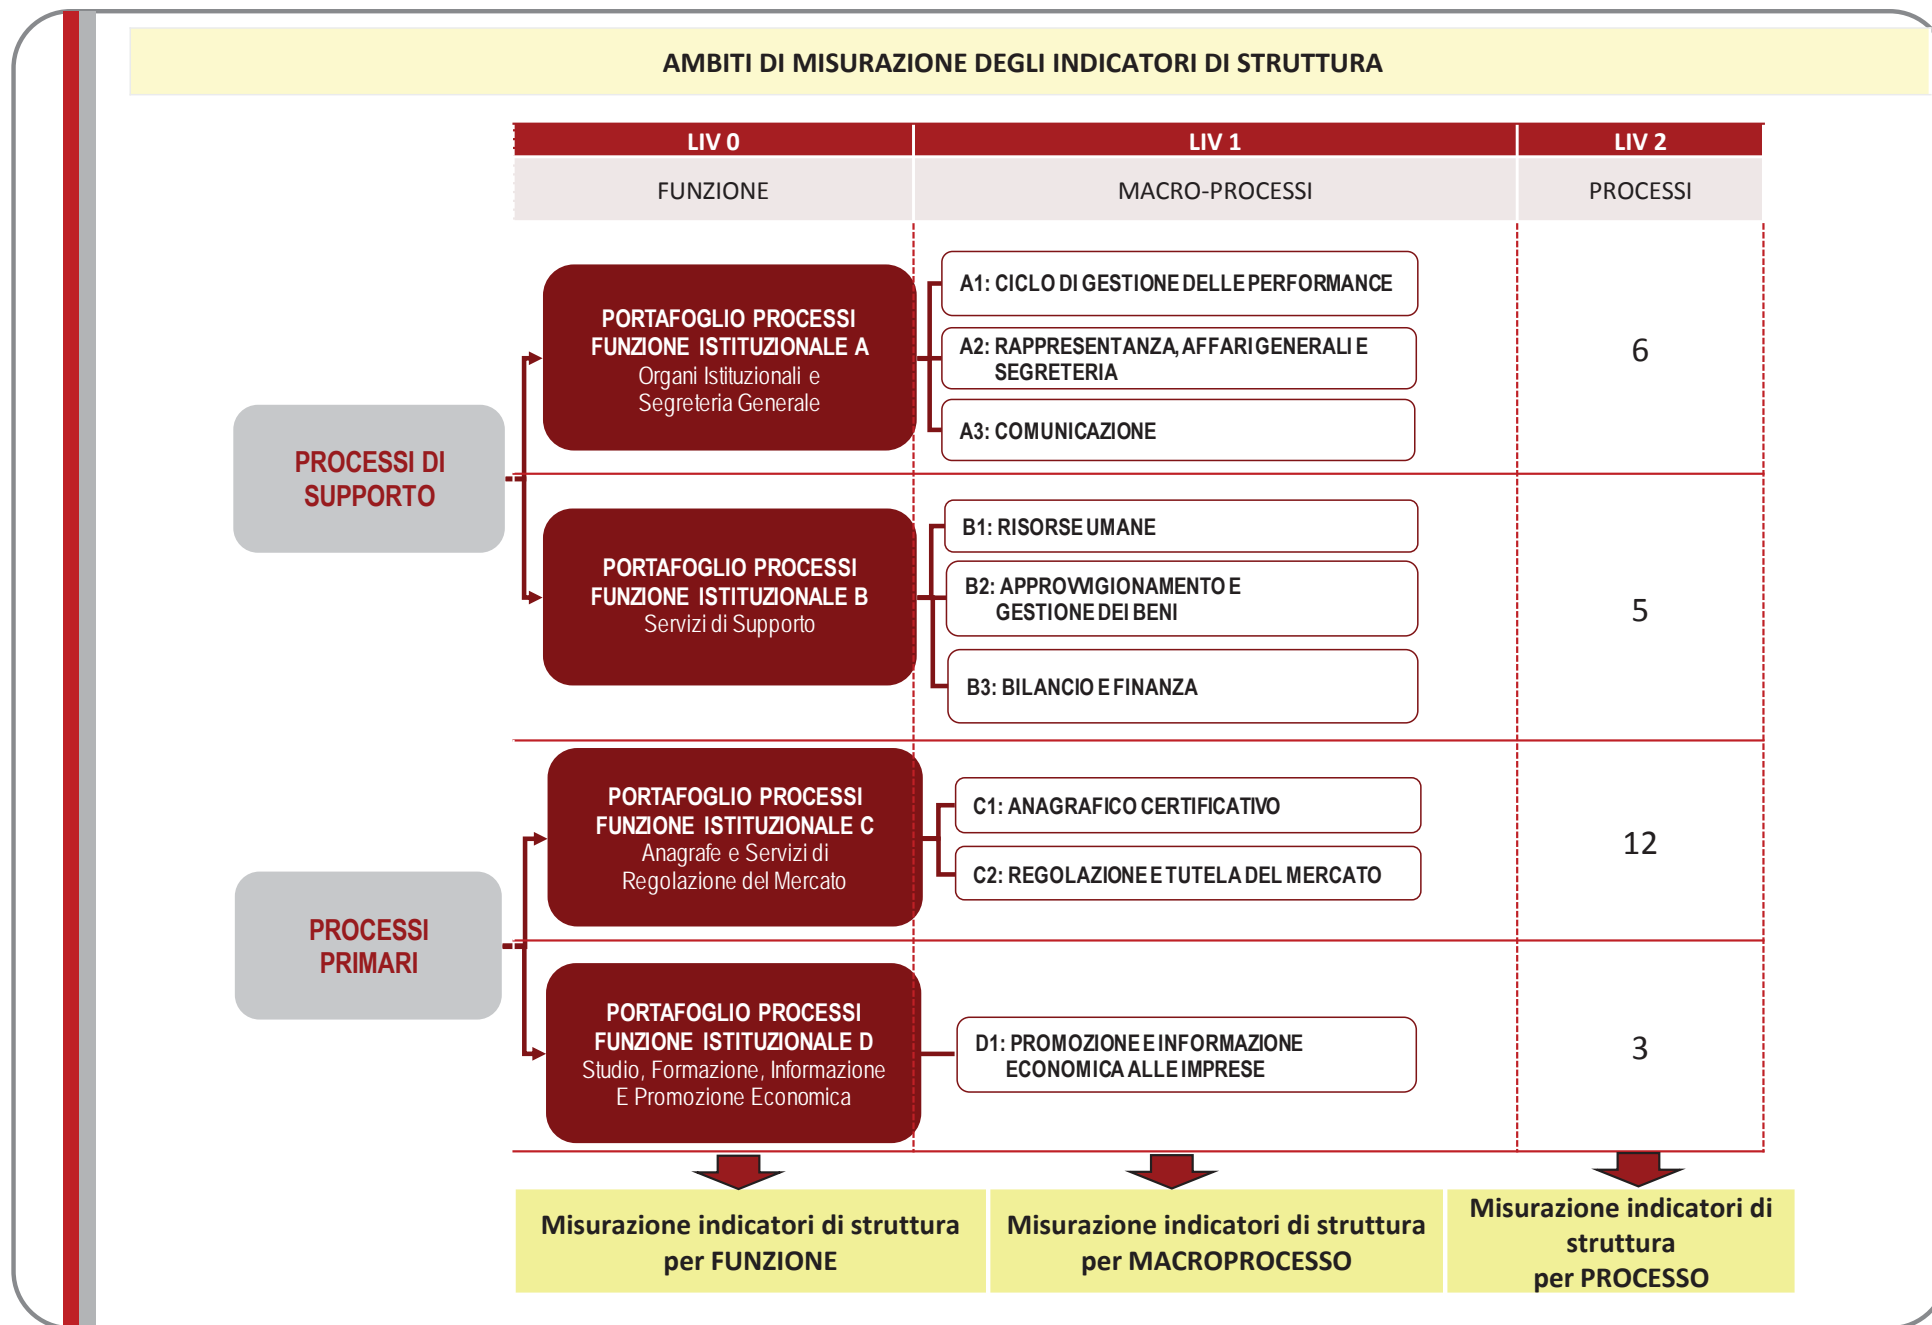 AMBITI DI MISURAZIONE DEGLI INDICATORI DI STRUTTURA
LIV 0
LIV 1
LIV 2
FUNZIONE
MACRO-PROCESSI
PROCESSI
PROCESSI DI
SUPPORTO
PORTAFOGLIO PROCESSI
FUNZIONE ISTITUZIONALE A
Organi Istituzionali e
Segreteria Generale
A1: CICLO DI GESTIONE DELLE PERFORMANCE
A2: RAPPRESENTANZA, AFFARI GENERALI E
SEGRETERIA
A3: COMUNICAZIONE
6
PORTAFOGLIO PROCESSI
FUNZIONE ISTITUZIONALE B
Servizi di Supporto
B1: RISORSE UMANE
B2: APPROVVIGIONAMENTO E
GESTIONE DEI BENI
B3: BILANCIO E FINANZA
5
PROCESSI
PRIMARI
PORTAFOGLIO PROCESSI
FUNZIONE ISTITUZIONALE C
Anagrafe e Servizi di
Regolazione del Mercato
C1: ANAGRAFICO CERTIFICATIVO
C2: REGOLAZIONE E TUTELA DEL MERCATO
12
PORTAFOGLIO PROCESSI
FUNZIONE ISTITUZIONALE D
Studio, Formazione, Informazione
E Promozione Economica
D1: PROMOZIONE E INFORMAZIONE
ECONOMICA ALLE IMPRESE
3
Misurazione indicatori di struttura
per FUNZIONE
Misurazione indicatori di struttura
per MACROPROCESSO
Misurazione indicatori di
struttura
per PROCESSO